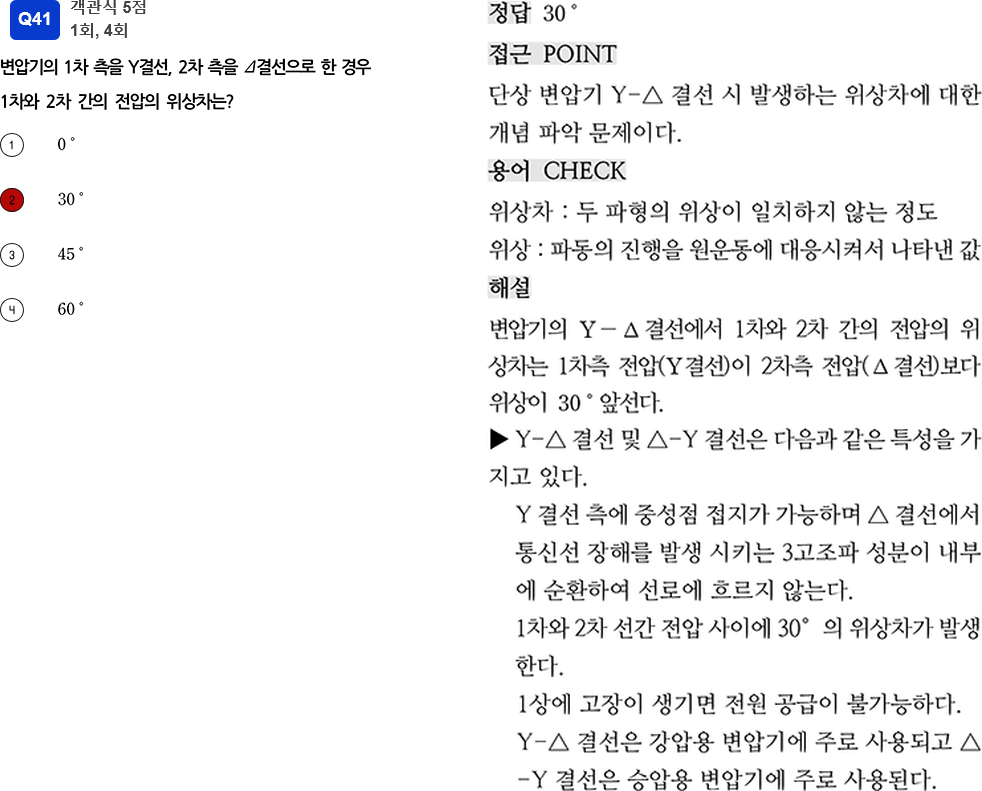 Q41
객관식 5점
1회, 4회
변압기의 1차 측을 Y결선, 2차 측을 ⊿결선으로 한 경우
1차와 2차 간의 전압의 위상차는?
1 0°
2 30°
3 45°
4 60°
정답 30°
접근 POINT
단상 변압기 Y-△ 결선 시 발생하는 위상차에 대한
개념 파악 문제이다.
용어 CHECK
위상차 : 두 파형의 위상이 일치하지 않는 정도
위상 : 파동의 진행을 원운동에 대응시켜서 나타낸 값
해설
변압기의 Y-Δ결선에서 1차와 2차 간의 전압의 위
상차는 1차측 전압(Y결선)이 2차측 전압(Δ결선)보다
위상이 30° 앞선다.
▶ Y-△ 결선 및 △-Y 결선은 다음과 같은 특성을 가
지고 있다.
Y 결선 측에 중성점 접지가 가능하며 △ 결선에서
통신선 장해를 발생 시키는 3고조파 성분이 내부
에 순환하여 선로에 흐르지 않는다.
1차와 2차 선간 전압 사이에 30° 의 위상차가 발생
한다.
1상에 고장이 생기면 전원 공급이 불가능하다.
Y-△ 결선은 강압용 변압기에 주로 사용되고 △
-Y 결선은 승압용 변압기에 주로 사용된다.